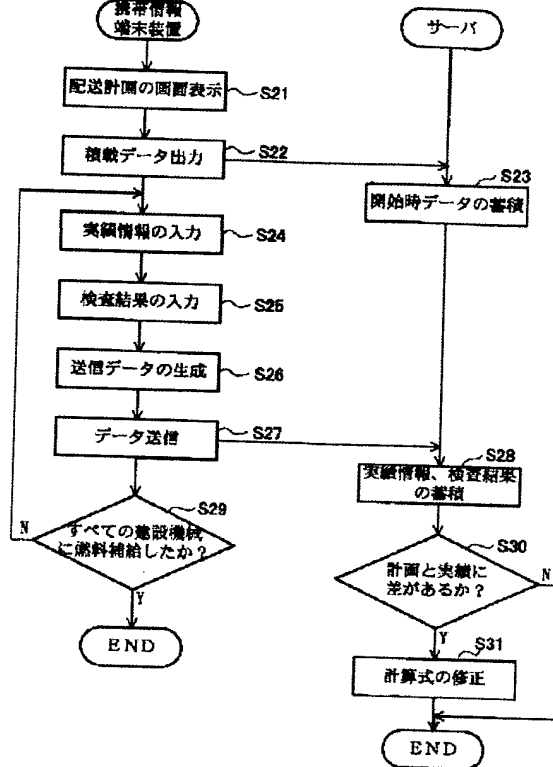 携帯情報
端末装置
サーバ
配送計画の画面表示
S21
積載データ出力
S22
S23
開始時データの蓄積
実績情報の入力
S24
検査結果の入力
S25
送信データの生成
S26
データ送信
S27
S28
実績情報、検査結果
の蓄積
S29
すべての建設機械
に燃料補給したか?
N
Y
END
S30
計画と実績に
差があるか?
N
Y
S31
計算式の修正
END